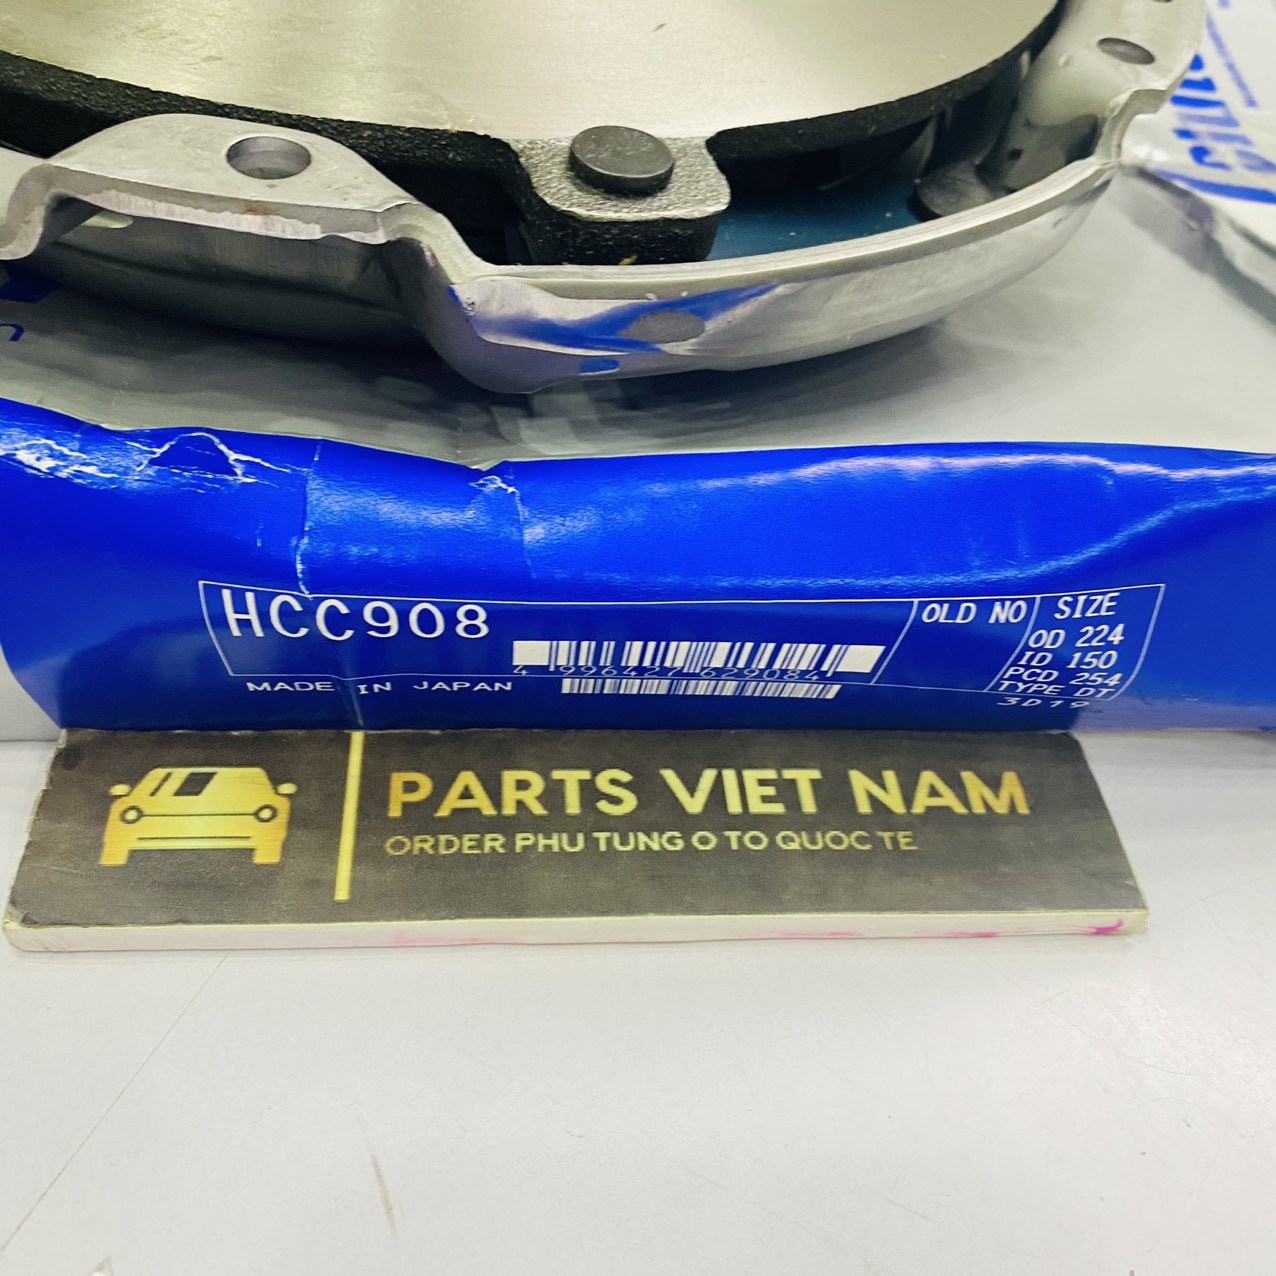 HCC908
4 996427 629084
MADE IN JAPAN
OLD NO
SIZE
OD 224
ID 150
PCD 254
TYPE DT
3D79
PARTS VIET NAM
ORDER PHU TUNG O TO QUOC TE